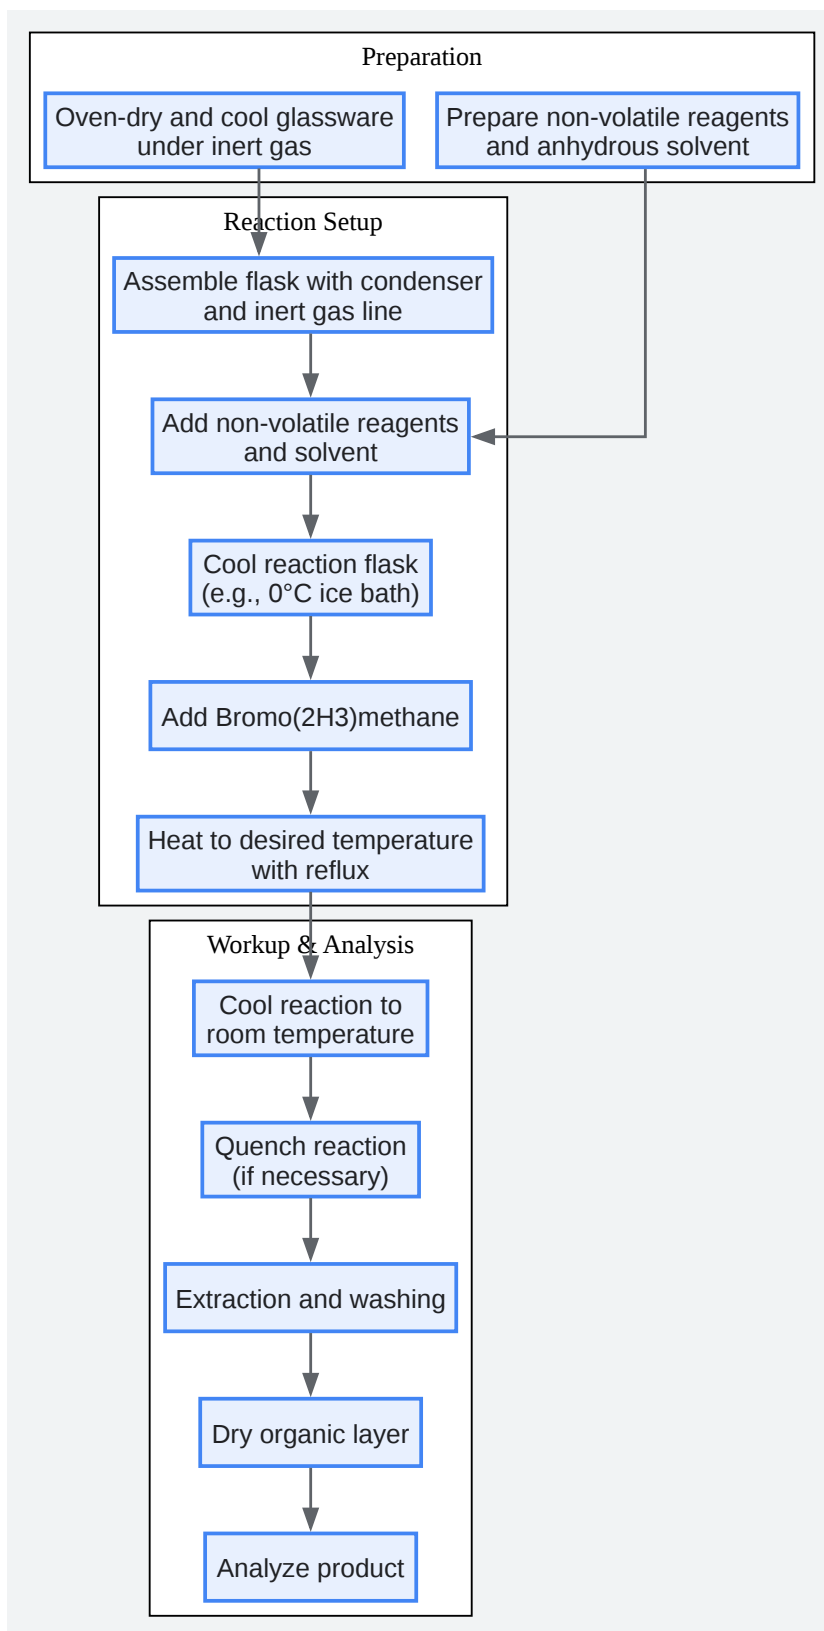 Preparation
Oven-dry and cool glassware
under inert gas
Prepare non-volatile reagents
and anhydrous solvent
Reaction Setup
Assemble flask with condenser
and inert gas line
Add non-volatile reagents
and solvent
Cool reaction flask
(e.g., 0°C ice bath)
Add Bromo(2H3)methane
Heat to desired temperature
with reflux
Workup & Analysis
Cool reaction to
room temperature
Quench reaction
(if necessary)
Extraction and washing
Dry organic layer
Analyze product